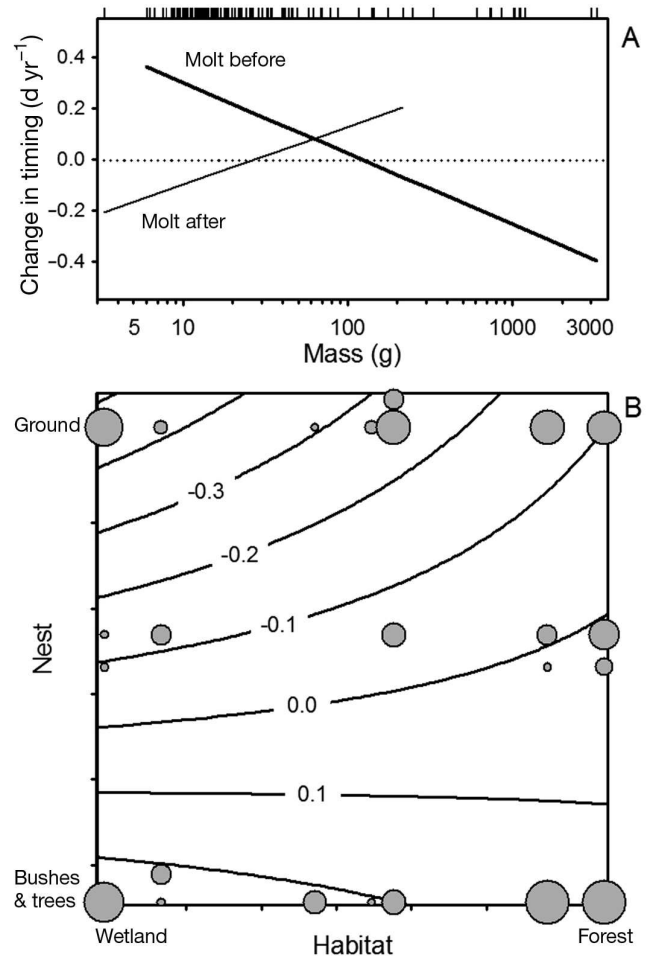 A
0.4
Molt before
0.2
0.0
−0.2
Molt after
−0.4
Change in timing (d yr−1)
5 10 100 1000 3000
Mass (g)
B
Ground
-0.3
-0.2
-0.1
0.0
0.1
Nest
Bushes
& trees
Wetland Forest
Habitat